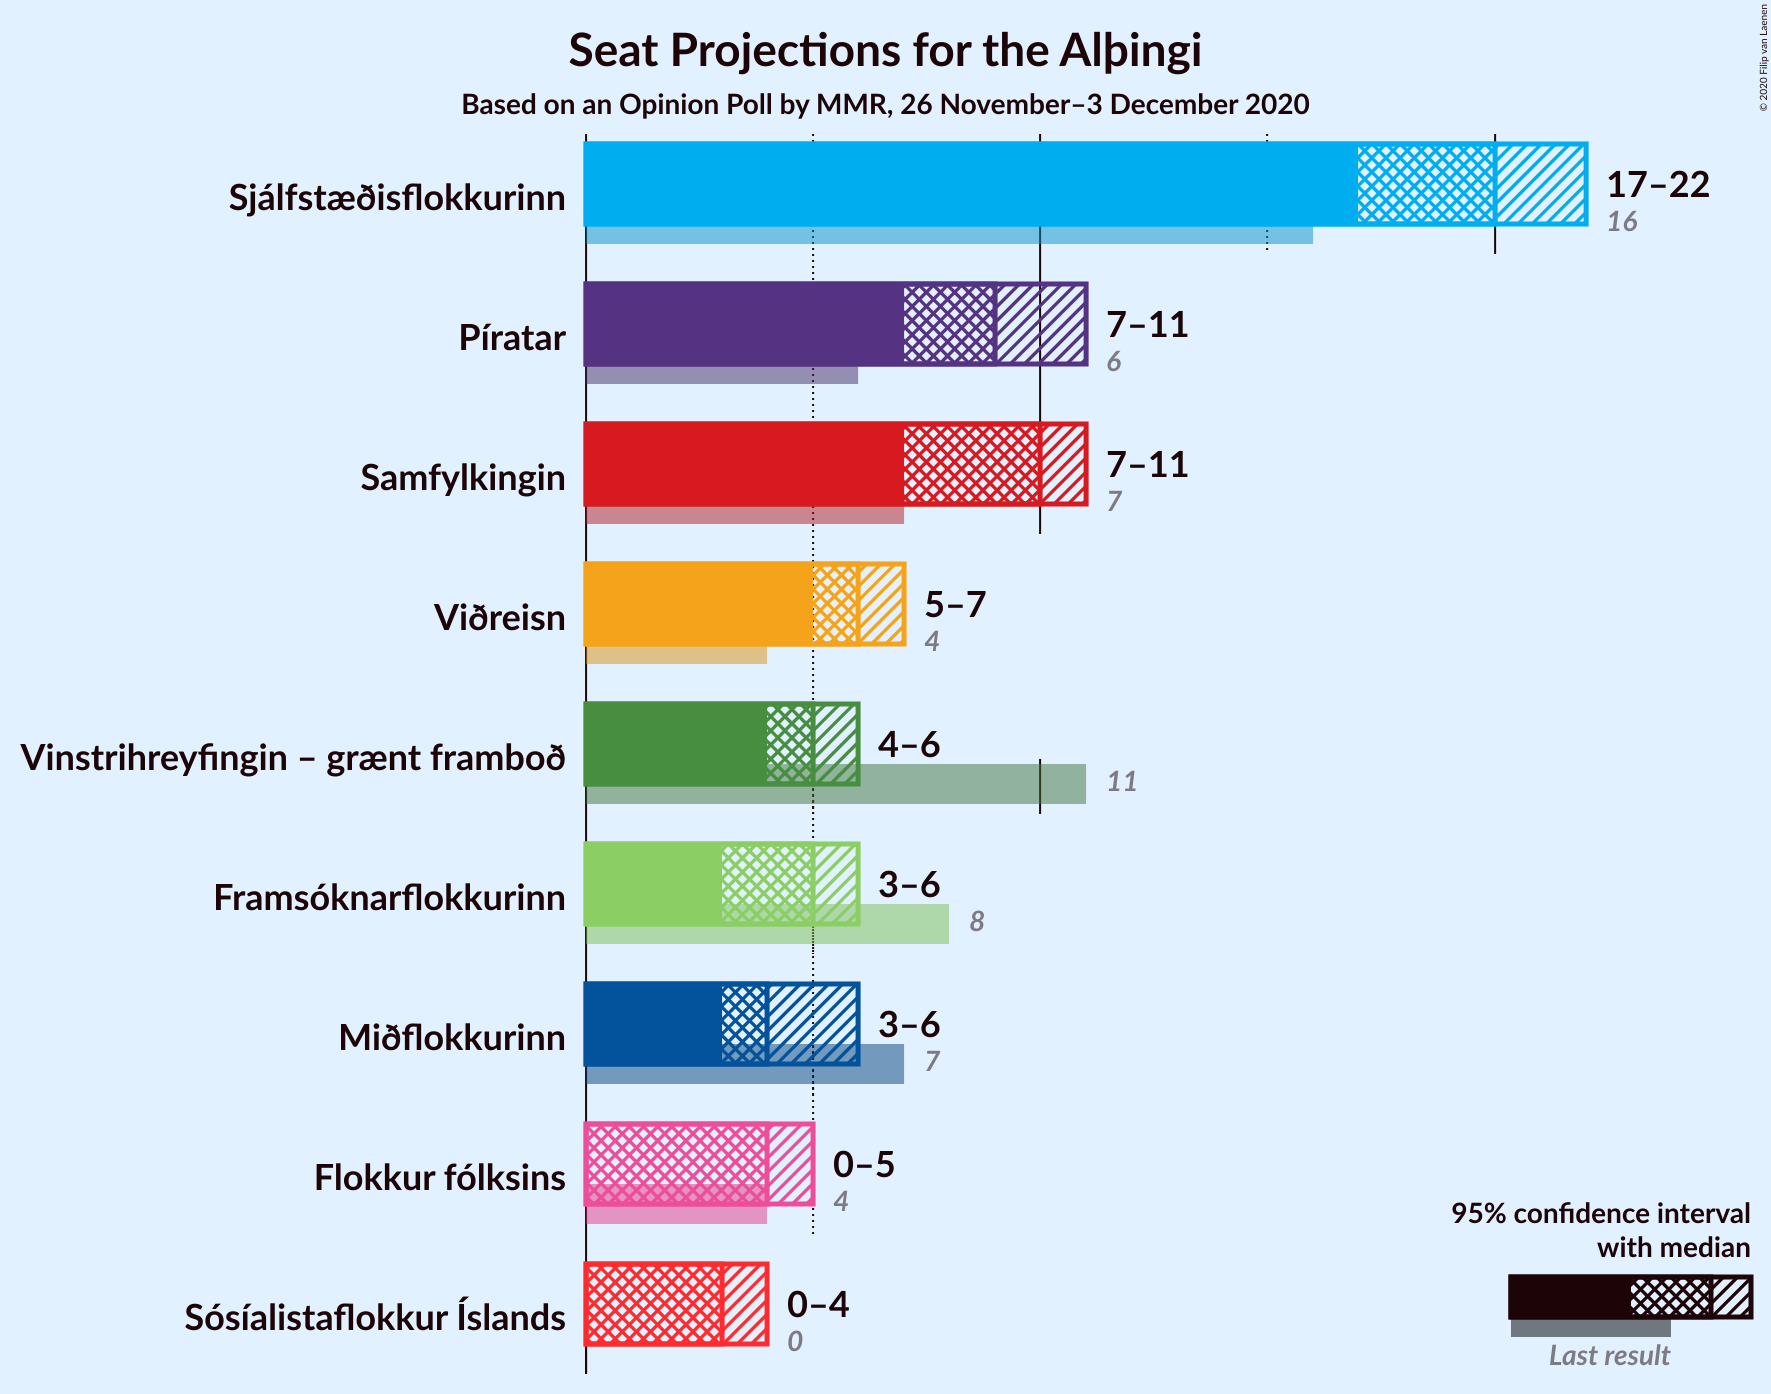 Seat Projections for the Alþingi
Based on an Opinion Poll by MMR, 26 November–3 December 2020
© 2020 Filip van Laenen
Sjálfstæðisflokkurinn
17–22
16
Píratar
7–11
6
Samfylkingin
7–11
7
Viðreisn
5–7
4
Vinstrihreyfingin – grænt framboð
4–6
11
Framsóknarflokkurinn
3–6
8
Miðflokkurinn
3–6
7
Flokkur fólksins
0–5
4
Sósíalistaflokkur Íslands
0–4
0
95% confidence interval
with median
Last result